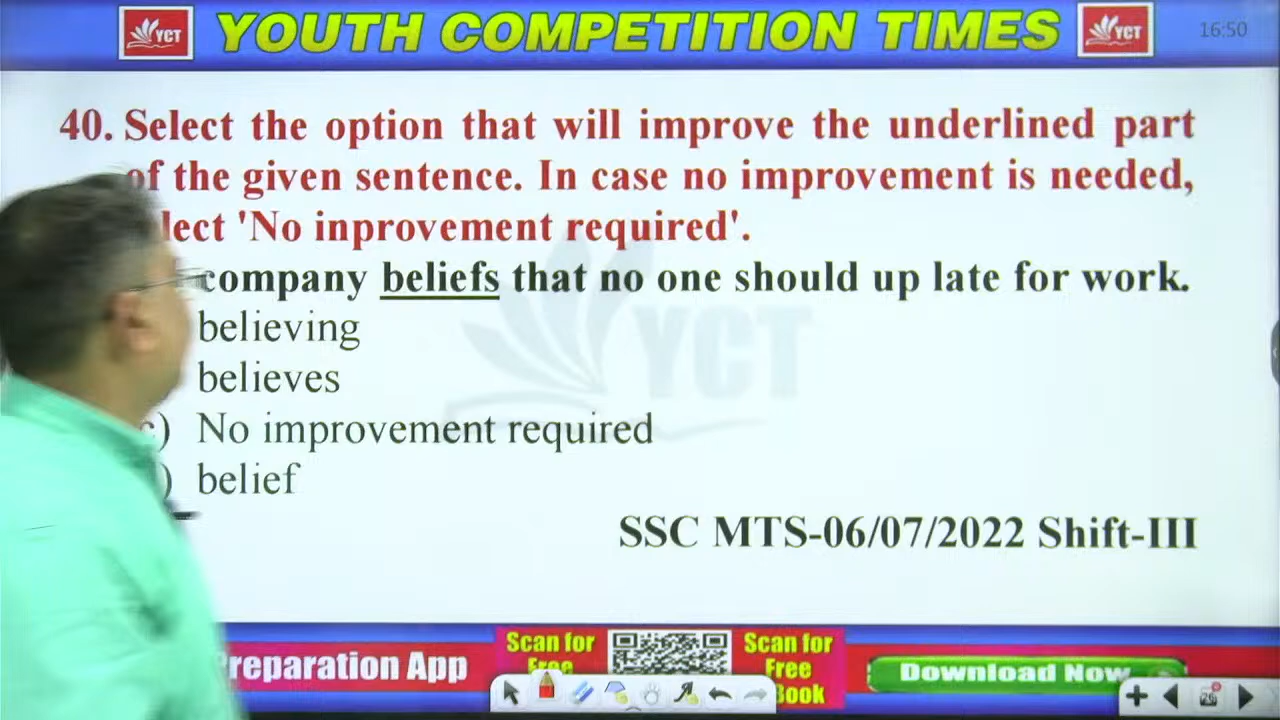 YCT YOUTH COMPETITION TIMES YCT 16:50
40. Select the option that will improve the underlined part
of the given sentence. In case no improvement is needed,
lect 'No inprovement required'.
company beliefs that no one should up late for work.
believing
believes
c) No improvement required
) belief
YCT
SSC MTS-06/07/2022 Shift-III
reparation App
Scan for
Free
Scan for
Free
Book
Download Now